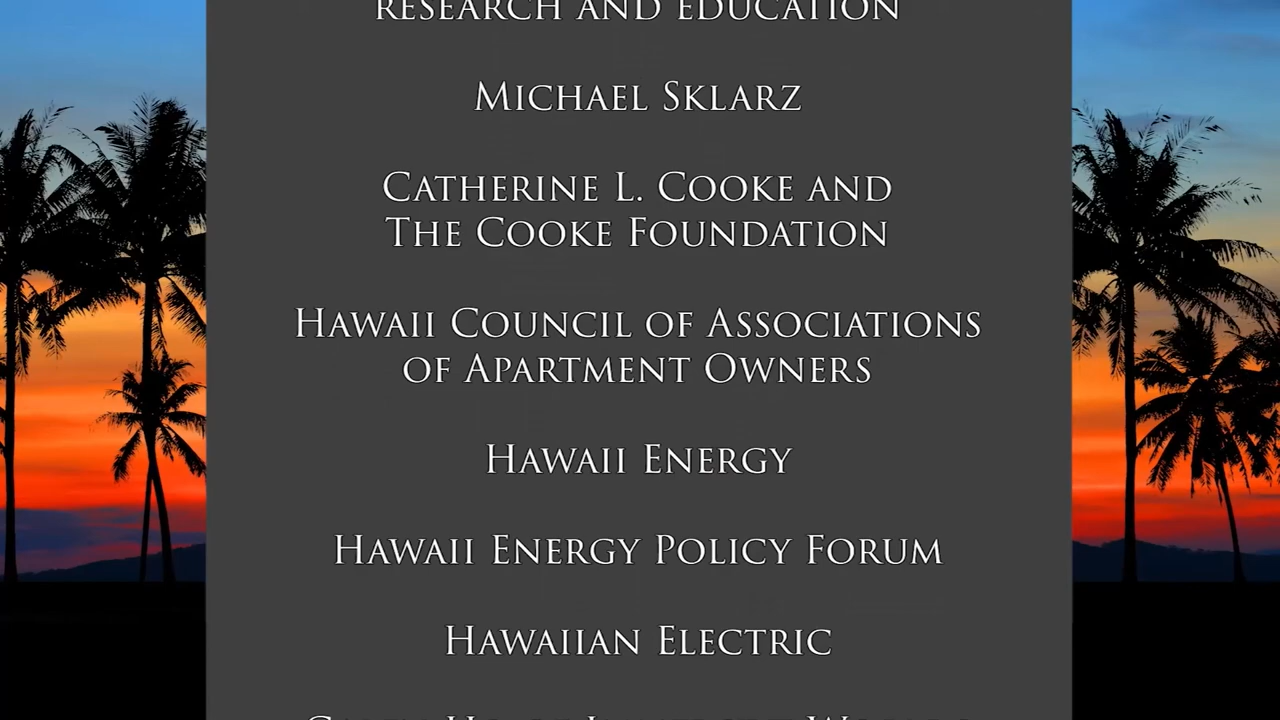 RESEARCH AND EDUCATION
MICHAEL SKLARZ
CATHERINE L. COOKE AND
THE COOKE FOUNDATION
HAWAII COUNCIL OF ASSOCIATIONS
OF APARTMENT OWNERS
HAWAII ENERGY
HAWAII ENERGY POLICY FORUM
HAWAIIAN ELECTRIC